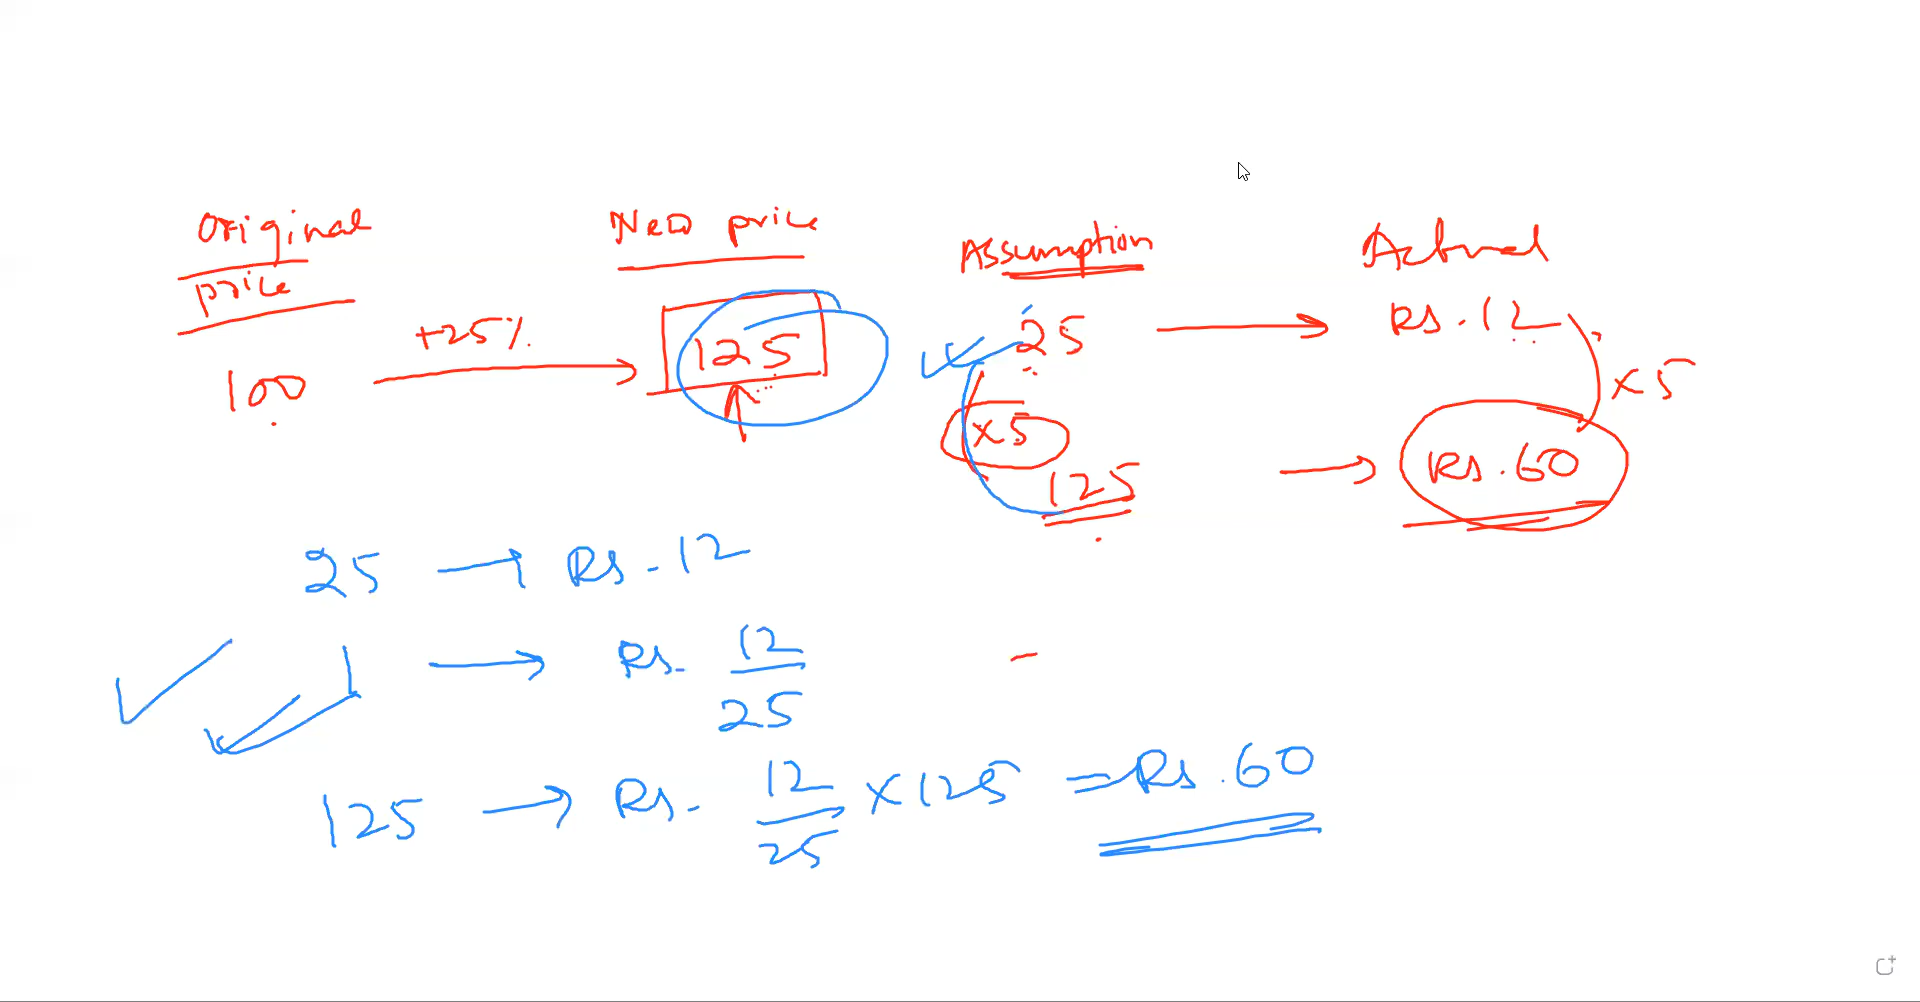 Original price
New price
Assumption
Actual
100
+25%
125
25
Rs.12
x5
x5
125
Rs.60
25 → Rs.12
1 → Rs. 12/25
125 → Rs. 12/25 x 125 = Rs.60